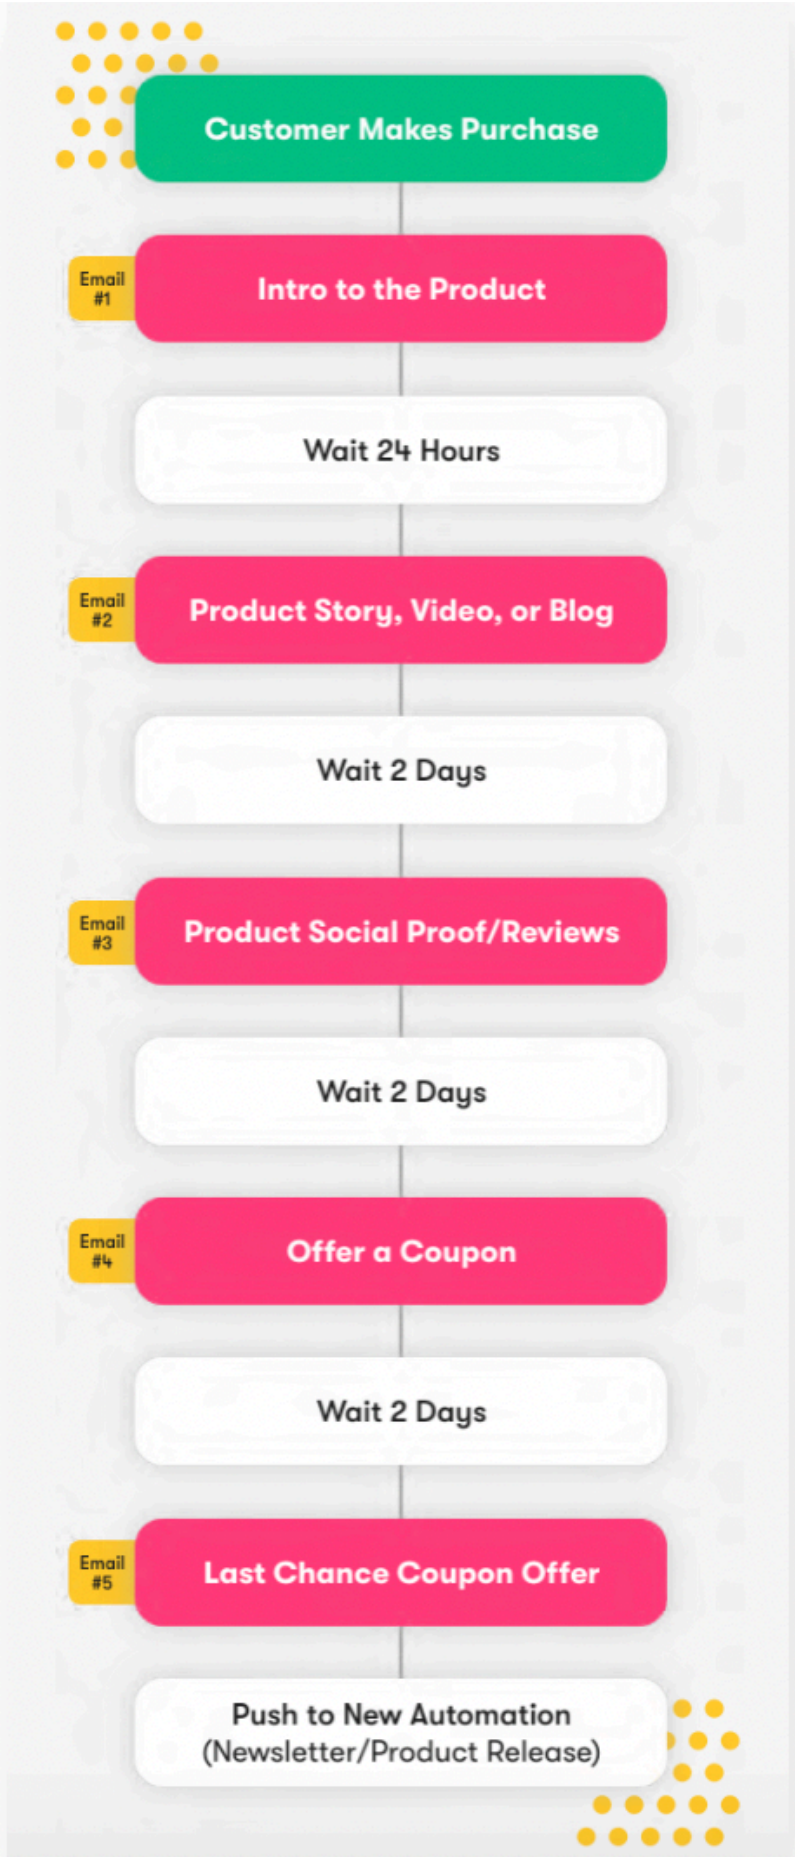 Customer Makes Purchase
Email
#1
Intro to the Product
Wait 24 Hours
Email
#2
Product Story, Video, or Blog
Wait 2 Days
Email
#3
Product Social Proof/Reviews
Wait 2 Days
Email
#4
Offer a Coupon
Wait 2 Days
Email
#5
Last Chance Coupon Offer
Push to New Automation
(Newsletter/Product Release)